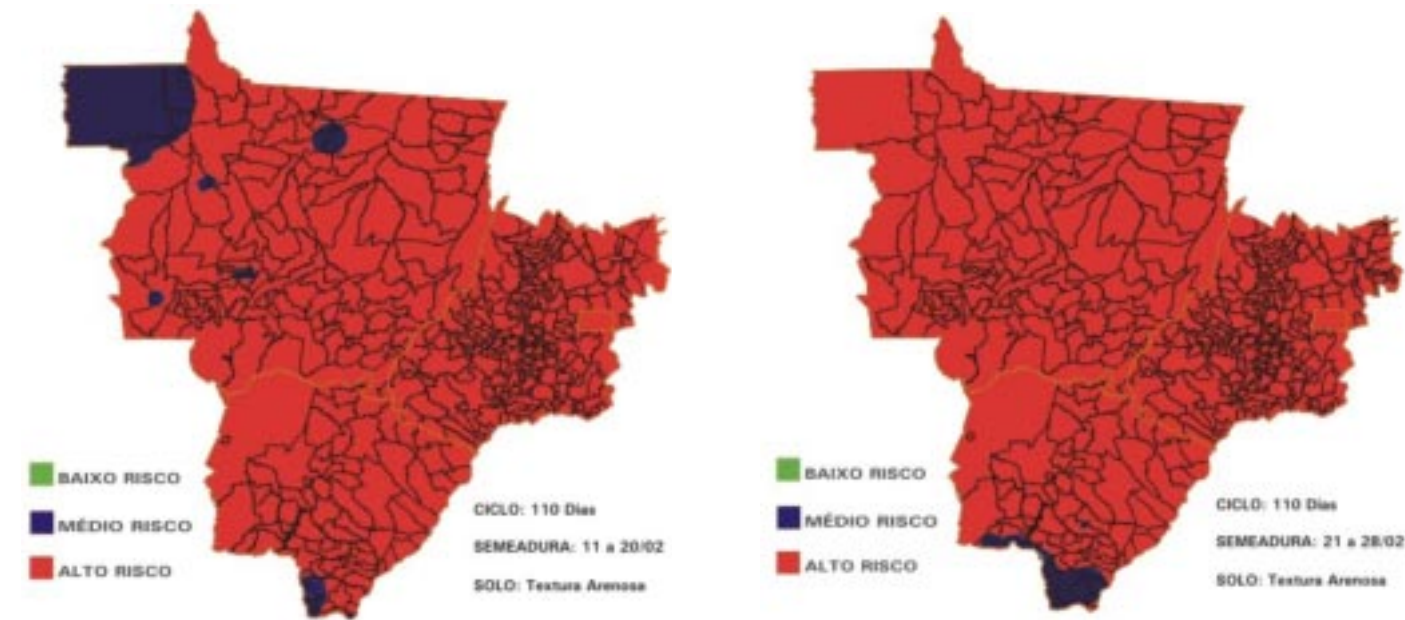 BAIXO RISCO
MÉDIO RISCO
ALTO RISCO
CICLO: 110 Dias
SEMEADURA: 11 a 20/02
SOLO: Textura Arenosa
BAIXO RISCO
MÉDIO RISCO
ALTO RISCO
CICLO: 110 Dias
SEMEADURA: 21 a 28/02
SOLO: Textura Arenosa